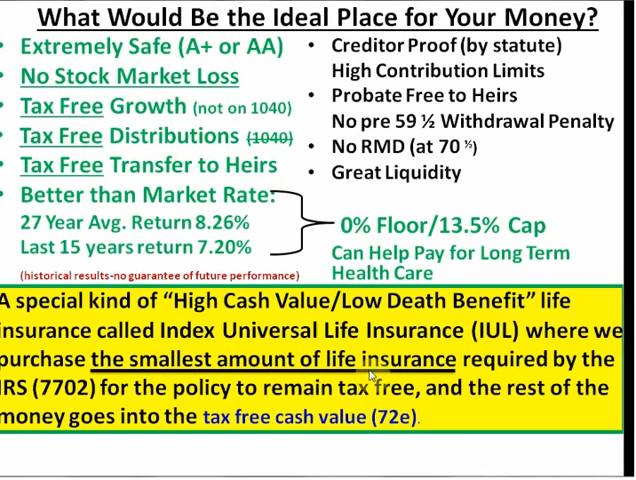 What Would Be the Ideal Place for Your Money?
• Extremely Safe (A+ or AA)
• No Stock Market Loss
• Tax Free Growth (not on 1040)
• Tax Free Distributions (1040)
• Tax Free Transfer to Heirs
• Better than Market Rate:
27 Year Avg. Return 8.26%
Last 15 years return 7.20%
(historical results-no guarantee of future performance)
• Creditor Proof (by statute)
High Contribution Limits
• Probate Free to Heirs
No pre 59 ½ Withdrawal Penalty
• No RMD (at 70 ½)
• Great Liquidity
0% Floor/13.5% Cap
Can Help Pay for Long Term
Health Care
A special kind of “High Cash Value/Low Death Benefit” life
insurance called Index Universal Life Insurance (IUL) where we
purchase the smallest amount of life insurance required by the
IRS (7702) for the policy to remain tax free, and the rest of the
money goes into the tax free cash value (72e).